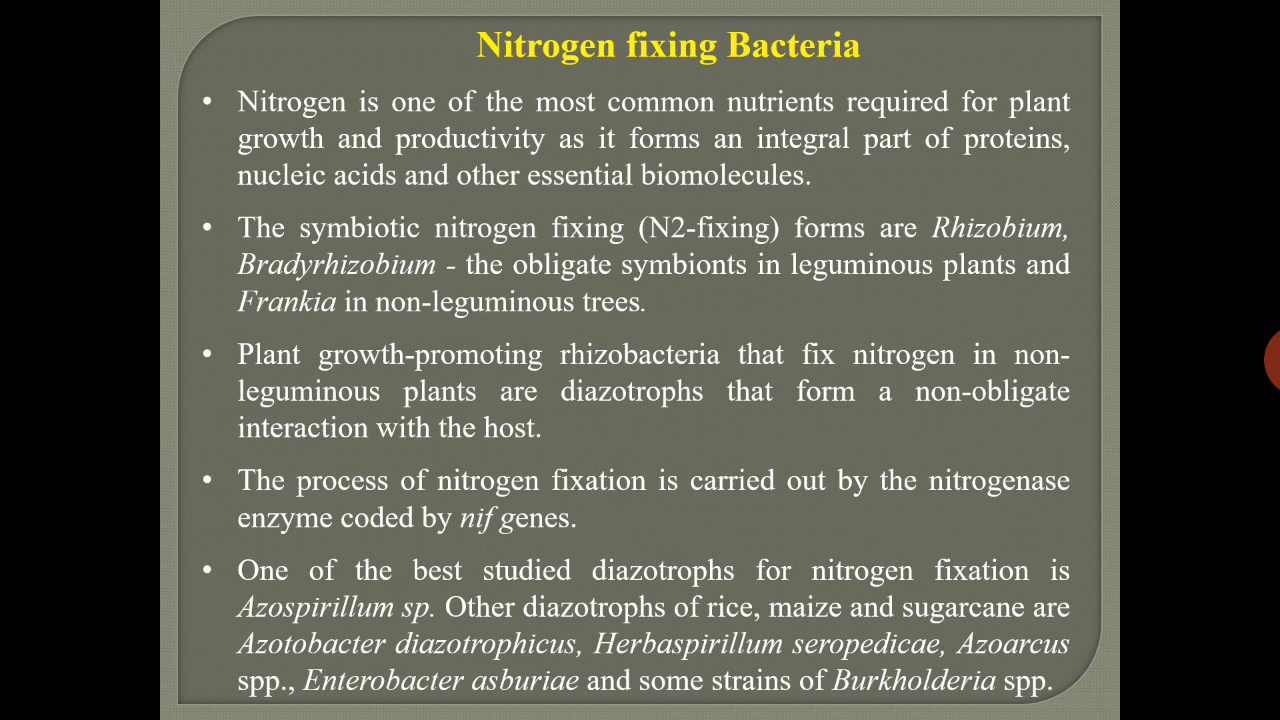 Nitrogen fixing Bacteria
• Nitrogen is one of the most common nutrients required for plant
growth and productivity as it forms an integral part of proteins,
nucleic acids and other essential biomolecules.
• The symbiotic nitrogen fixing (N2-fixing) forms are Rhizobium,
Bradyrhizobium - the obligate symbionts in leguminous plants and
Frankia in non-leguminous trees.
• Plant growth-promoting rhizobacteria that fix nitrogen in non-
leguminous plants are diazotrophs that form a non-obligate
interaction with the host.
• The process of nitrogen fixation is carried out by the nitrogenase
enzyme coded by nif genes.
• One of the best studied diazotrophs for nitrogen fixation is
Azospirillum sp. Other diazotrophs of rice, maize and sugarcane are
Azotobacter diazotrophicus, Herbaspirillum seropedicae, Azoarcus
spp., Enterobacter asburiae and some strains of Burkholderia spp.